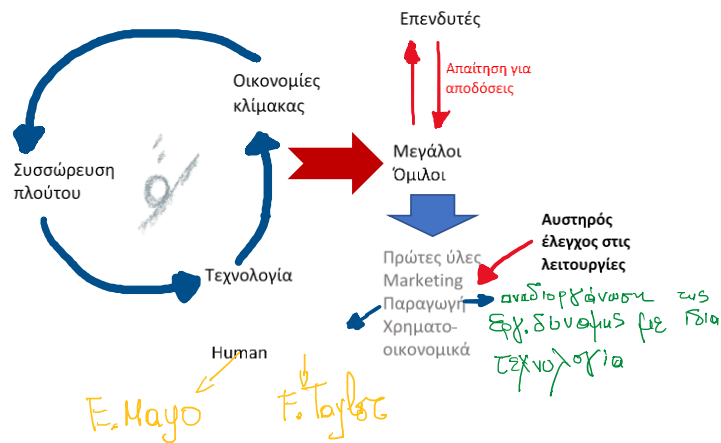 Επενδυτές
Απαίτηση για
αποδόσεις
Οικονομίες
κλίμακας
Συσσώρευση
πλούτου
Μεγάλοι
Όμιλοι
Τεχνολογία
Αυστηρός
έλεγχος στις
λειτουργίες
Πρώτες ύλες
Marketing
Παραγωγή
Χρηματο-
οικονομικά
αναδιοργάνωση της
εργ. δύναμης με ίδια
τεχνολογία
Human
E. Mayo
F. Taylor